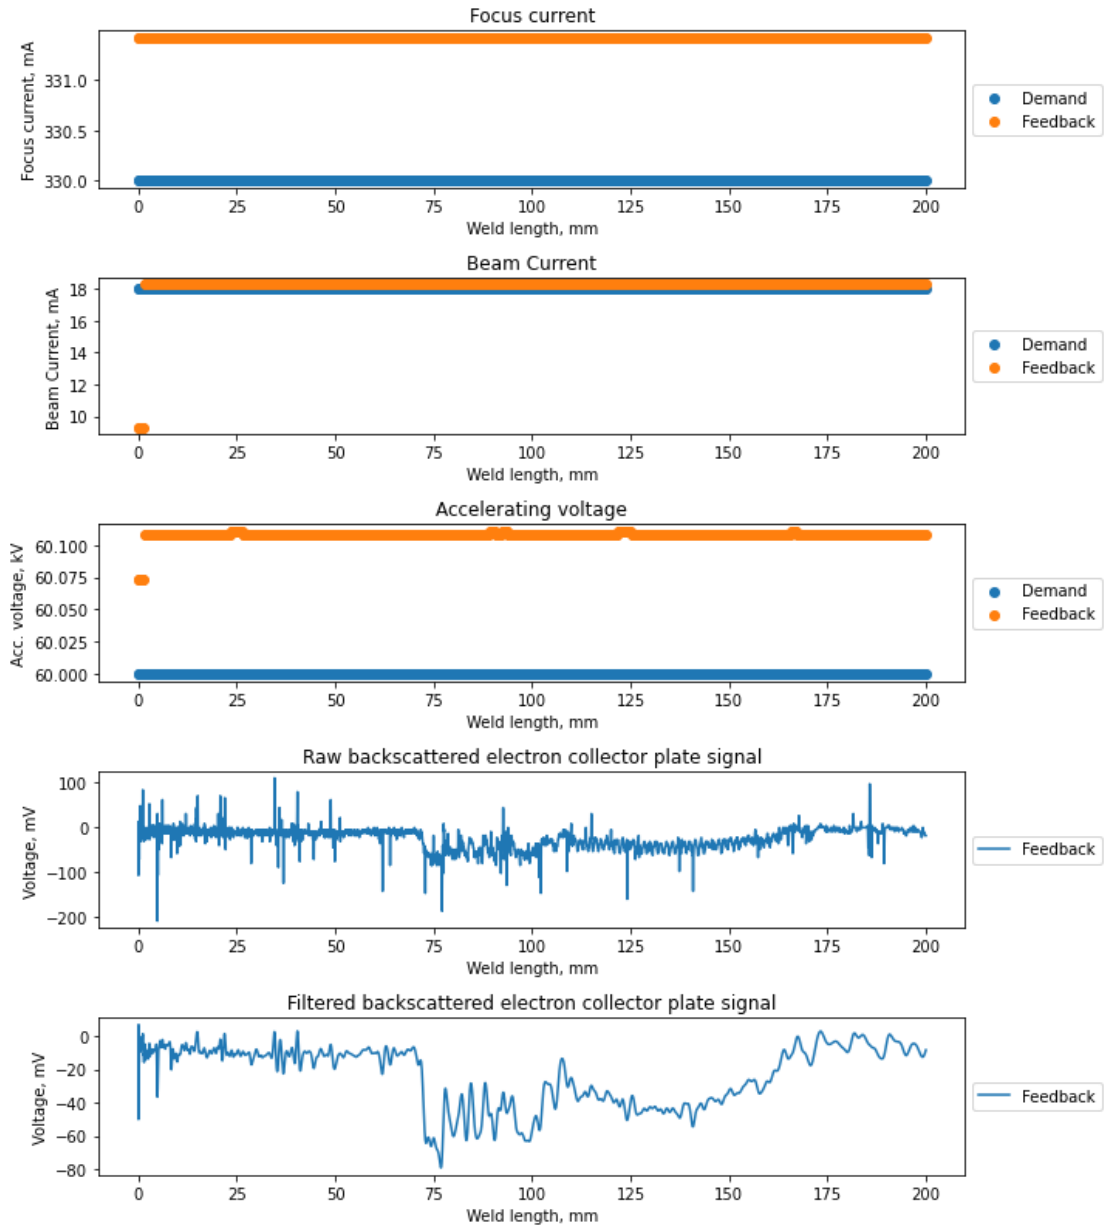 Focus current
Focus current, mA
331.0
330.5
330.0
0 25 50 75 100 125 150 175 200
Weld length, mm
Demand
Feedback
Beam Current
Beam Current, mA
18
16
14
12
10
0 25 50 75 100 125 150 175 200
Weld length, mm
Demand
Feedback
Accelerating voltage
Acc. voltage, kV
60.100
60.075
60.050
60.025
60.000
0 25 50 75 100 125 150 175 200
Weld length, mm
Demand
Feedback
Raw backscattered electron collector plate signal
Voltage, mV
100
0
−100
−200
0 25 50 75 100 125 150 175 200
Weld length, mm
Feedback
Filtered backscattered electron collector plate signal
Voltage, mV
0
−20
−40
−60
−80
0 25 50 75 100 125 150 175 200
Weld length, mm
Feedback